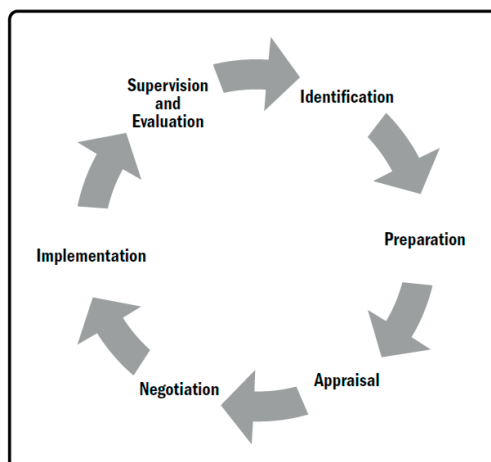 Supervision
and
Evaluation
Identification
Preparation
Appraisal
Negotiation
Implementation